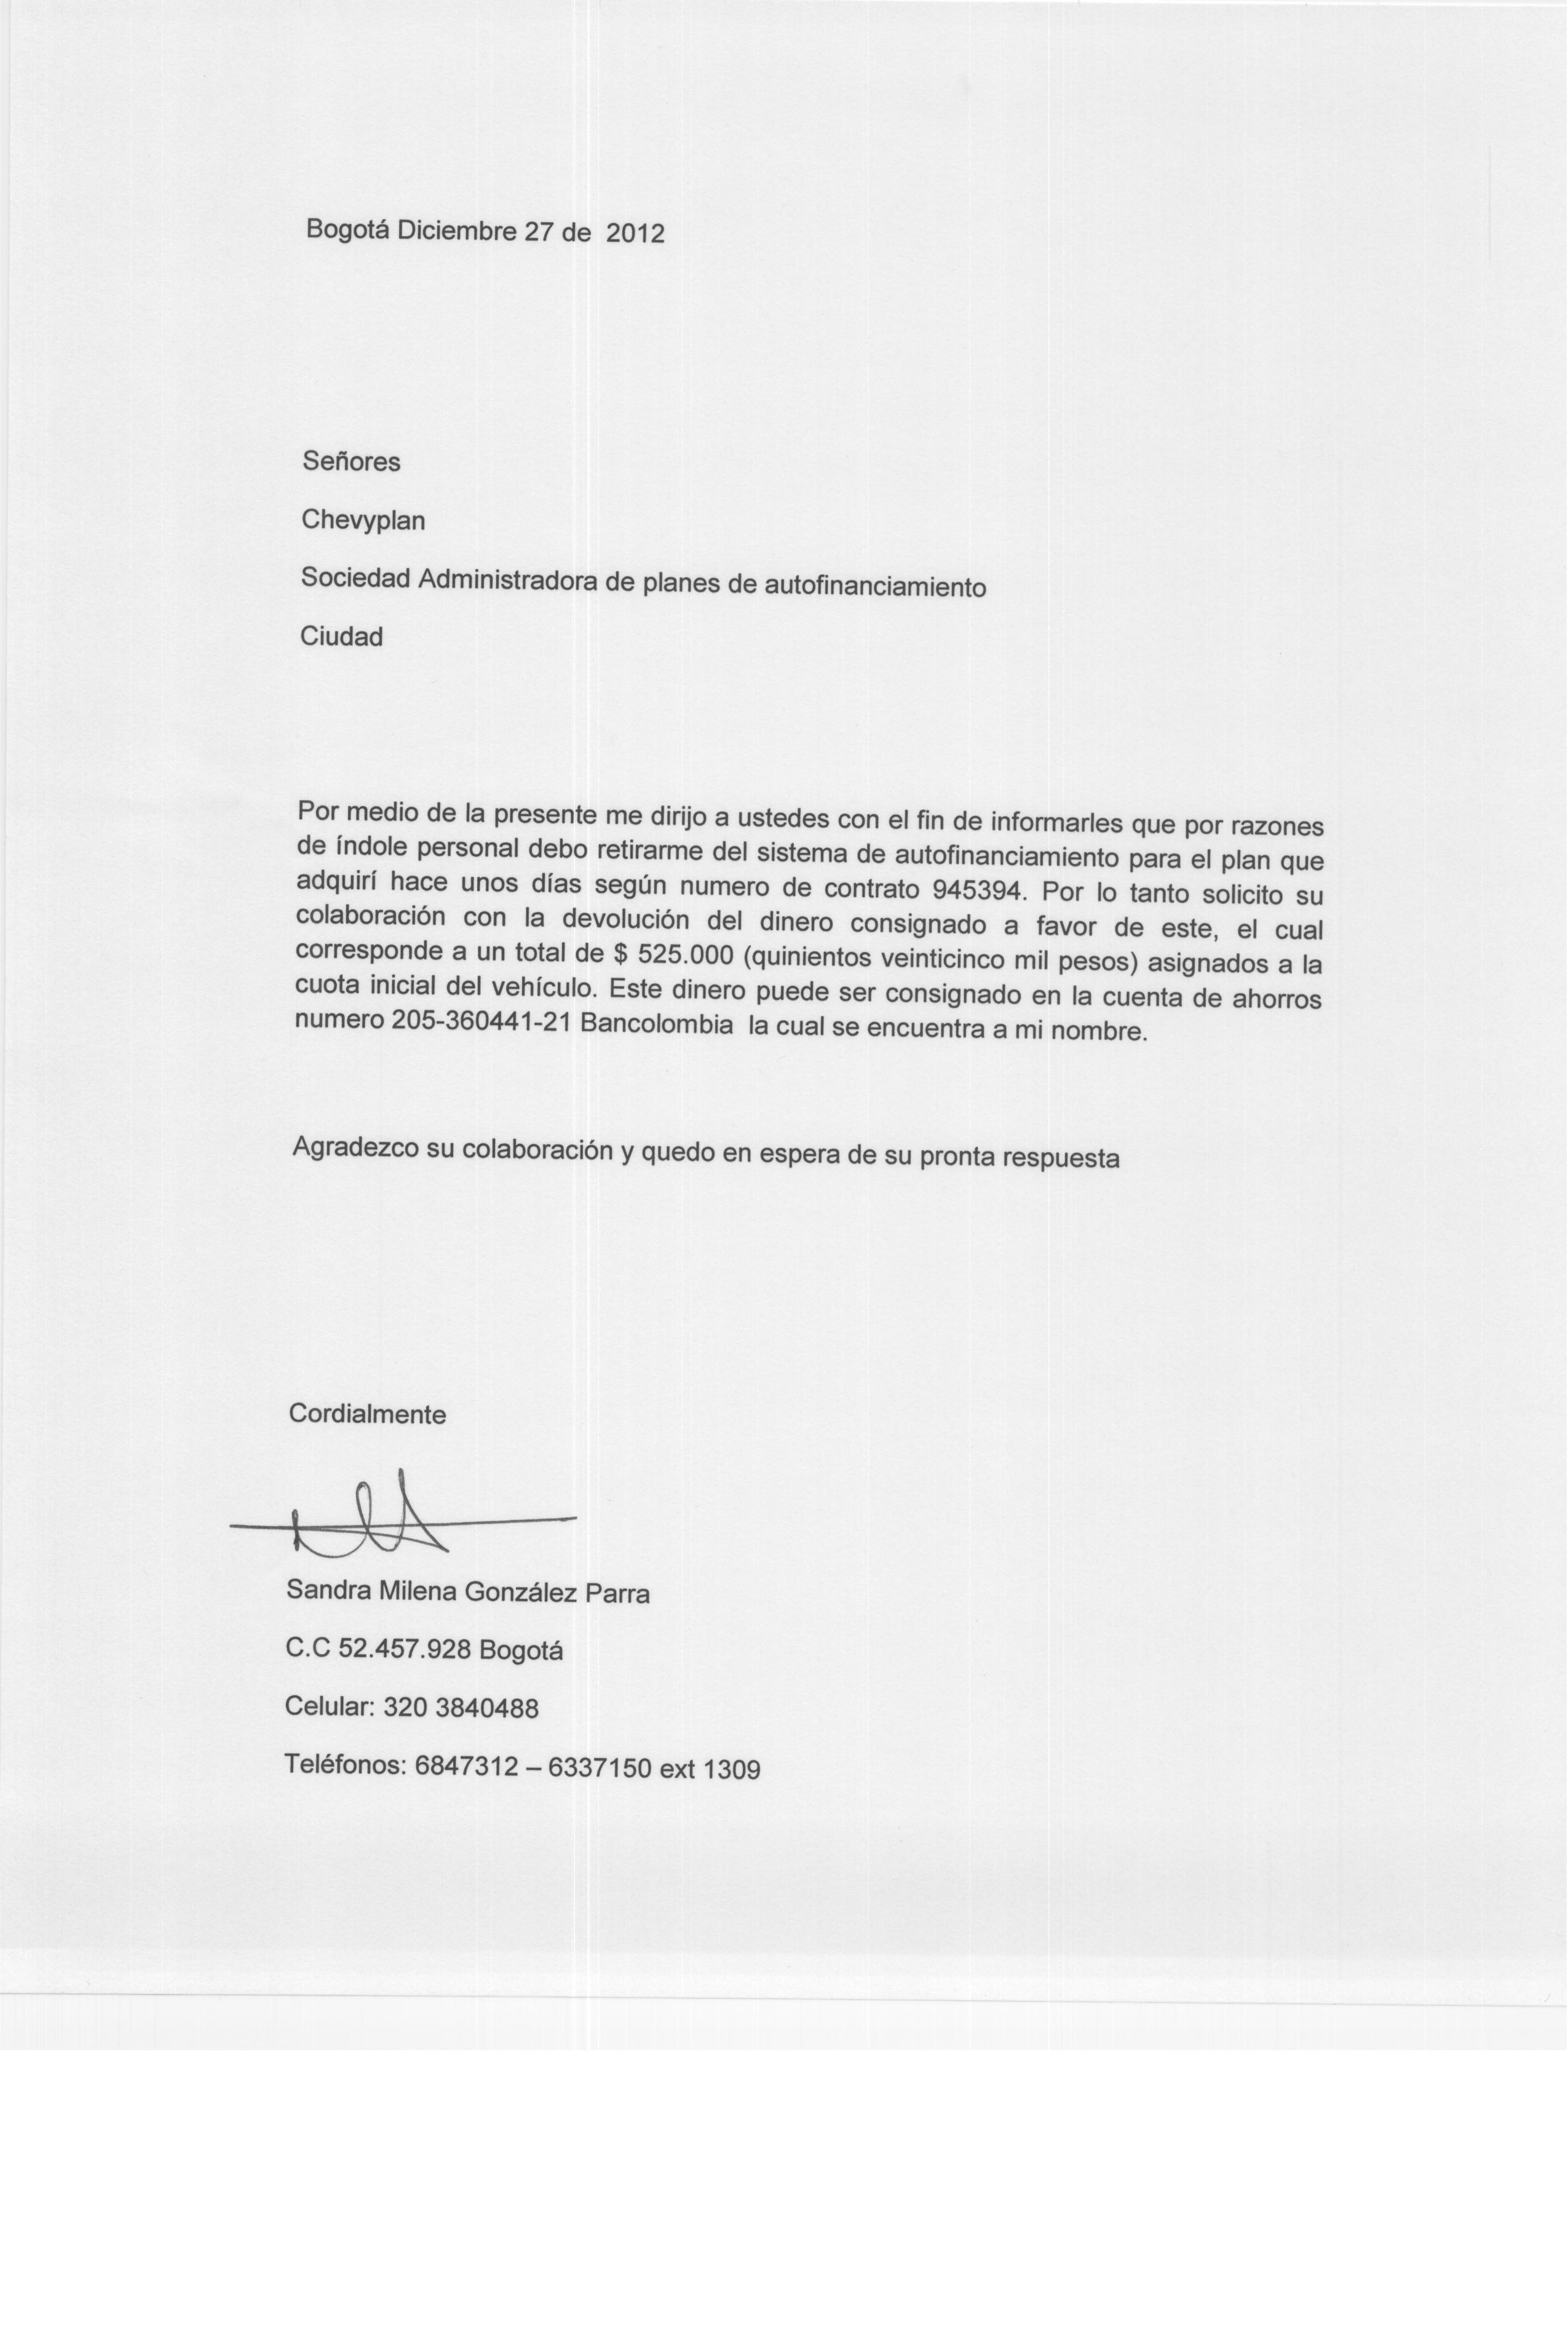 Bogotá Diciembre 27 de 2012
Señores
Chevyplan
Sociedad Administradora de planes de autofinanciamiento
Ciudad
Por medio de la presente me dirijo a ustedes con el fin de informarles que por razones
de índole personal debo retirarme del sistema de autofinanciamiento para el plan que
adquirí hace unos días según numero de contrato 945394. Por lo tanto solicito su
colaboración con la devolución del dinero consignado a favor de este, el cual
corresponde a un total de $ 525.000 (quinientos veinticinco mil pesos) asignados a la
cuota inicial del vehículo. Este dinero puede ser consignado en la cuenta de ahorros
numero 205-360441-21 Bancolombia la cual se encuentra a mi nombre.
Agradezco su colaboración y quedo en espera de su pronta respuesta
Cordialmente
Sandra Milena González Parra
C.C 52.457.928 Bogotá
Celular: 320 3840488
Teléfonos: 6847312 – 6337150 ext 1309